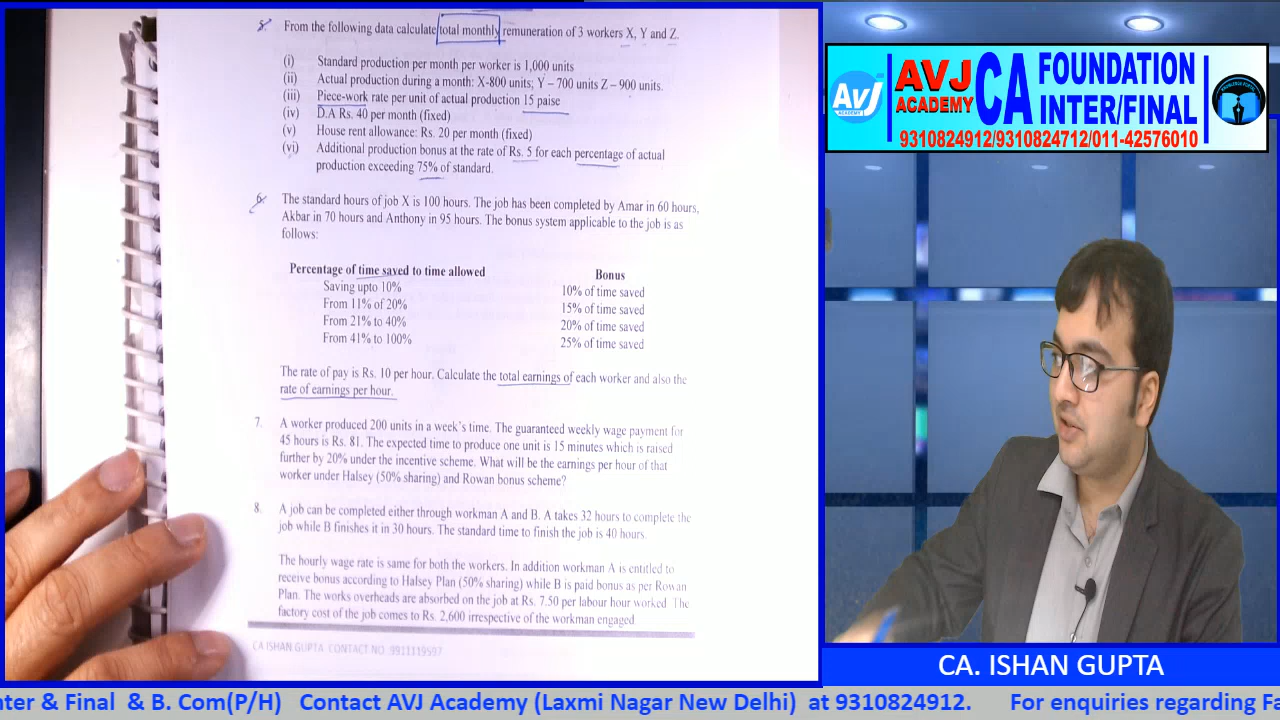 5. From the following data calculate total monthly remuneration of 3 workers X, Y and Z.
(i) Standard production per month per worker is 1,000 units
(ii) Actual production during a month: X-800 units; Y – 700 units Z – 900 units.
(iii) Piece-work rate per unit of actual production 15 paise
(iv) D.A Rs. 40 per month (fixed)
(v) House rent allowance: Rs. 20 per month (fixed)
(vi) Additional production bonus at the rate of Rs. 5 for each percentage of actual
production exceeding 75% of standard.
6. The standard hours of job X is 100 hours. The job has been completed by Amar in 60 hours,
Akbar in 70 hours and Anthony in 95 hours. The bonus system applicable to the job is as
follows:
Percentage of time saved to time allowed Bonus
Saving upto 10% 10% of time saved
From 11% of 20% 15% of time saved
From 21% to 40% 20% of time saved
From 41% to 100% 25% of time saved
The rate of pay is Rs. 10 per hour. Calculate the total earnings of each worker and also the
rate of earnings per hour.
7. A worker produced 200 units in a week's time. The guaranteed weekly wage payment for
45 hours is Rs. 81. The expected time to produce one unit is 15 minutes which is raised
further by 20% under the incentive scheme. What will be the earnings per hour of that
worker under Halsey (50% sharing) and Rowan bonus scheme?
8. A job can be completed either through workman A and B. A takes 32 hours to complete the
job while B finishes it in 30 hours. The standard time to finish the job is 40 hours.
The hourly wage rate is same for both the workers. In addition workman A is entitled to
receive bonus according to Halsey Plan (50% sharing) while B is paid bonus as per Rowan
Plan. The works overheads are absorbed on the job at Rs. 7.50 per labour hour worked. The
factory cost of the job comes to Rs. 2,600 irrespective of the workman engaged
CA ISHAN GUPTA CONTACT NO. 9911119597
AVJ
ACADEMY
AVJ
ACADEMY
CA
FOUNDATION
INTER/FINAL
9310824912/9310824712/011-42576010
CA. ISHAN GUPTA
nter & Final & B. Com(P/H) Contact AVJ Academy (Laxmi Nagar New Delhi) at 9310824912. For enquiries regarding Fa